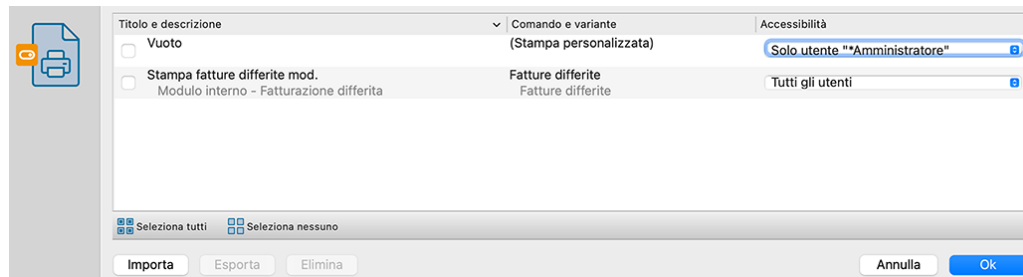 Titolo e descrizione Comando e variante Accessibilità
Vuoto (Stampa personalizzata) Solo utente "*Amministratore"
Stampa fatture differite mod. Fatture differite Tutti gli utenti
Modulo interno - Fatturazione differita Fatture differite
Seleziona tutti Seleziona nessuno
Importa Esporta Elimina Annulla Ok